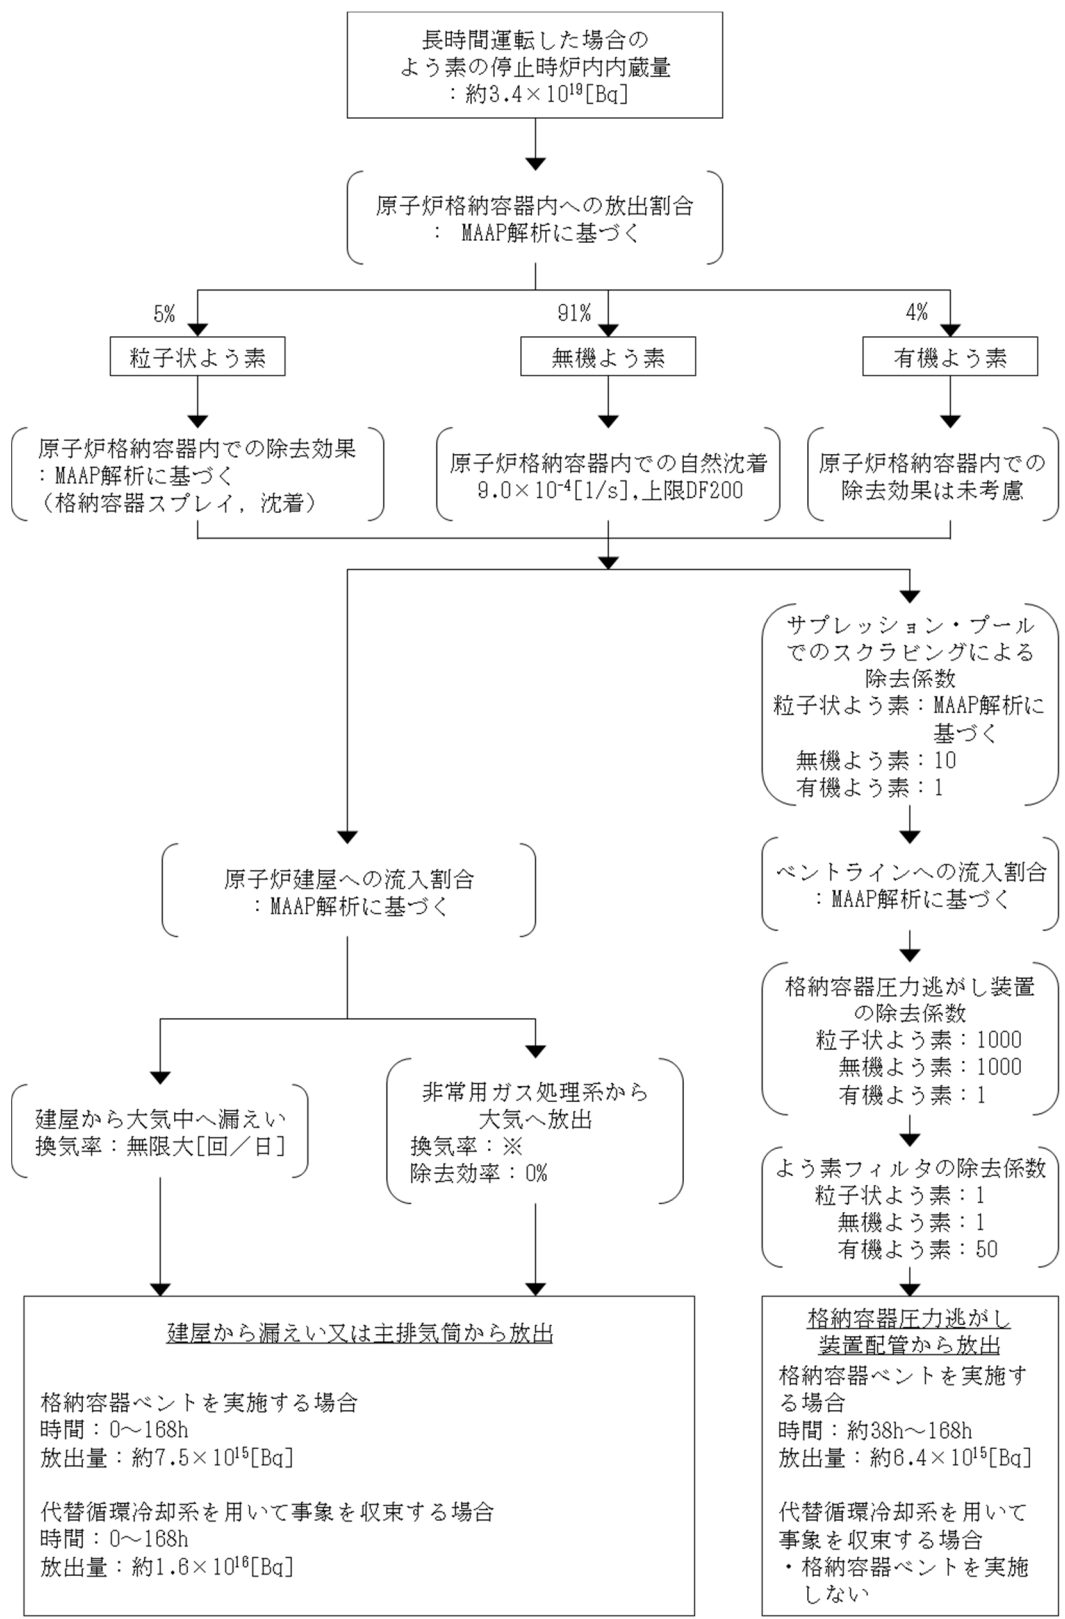 長時間運転した場合の
よう素の停止時炉内内蔵量
：約3.4×10¹⁹[Bq]
原子炉格納容器内への放出割合
： MAAP解析に基づく
5%
91%
4%
粒子状よう素
無機よう素
有機よう素
原子炉格納容器内での除去効果
：MAAP解析に基づく
（格納容器スプレイ, 沈着）
原子炉格納容器内での自然沈着
9.0×10⁻⁴[1/s],上限DF200
原子炉格納容器内での
除去効果は未考慮
サプレッション・プール
でのスクラビングによる
除去係数
粒子状よう素：MAAP解析に
基づく
無機よう素：10
有機よう素：1
原子炉建屋への流入割合
：MAAP解析に基づく
ベントラインへの流入割合
：MAAP解析に基づく
格納容器圧力逃がし装置
の除去係数
粒子状よう素：1000
無機よう素：1000
有機よう素：1
建屋から大気中へ漏えい
換気率：無限大[回／日]
非常用ガス処理系から
大気へ放出
換気率：※
除去効率：0%
よう素フィルタの除去係数
粒子状よう素：1
無機よう素：1
有機よう素：50
建屋から漏えい又は主排気筒から放出
格納容器ベントを実施する場合
時間：0～168h
放出量：約7.5×10¹⁵[Bq]
代替循環冷却系を用いて事象を収束する場合
時間：0～168h
放出量：約1.6×10¹⁶[Bq]
格納容器圧力逃がし
装置配管から放出
格納容器ベントを実施す
る場合
時間：約38h～168h
放出量：約6.4×10¹⁵[Bq]
代替循環冷却系を用いて
事象を収束する場合
・格納容器ベントを実施
しない